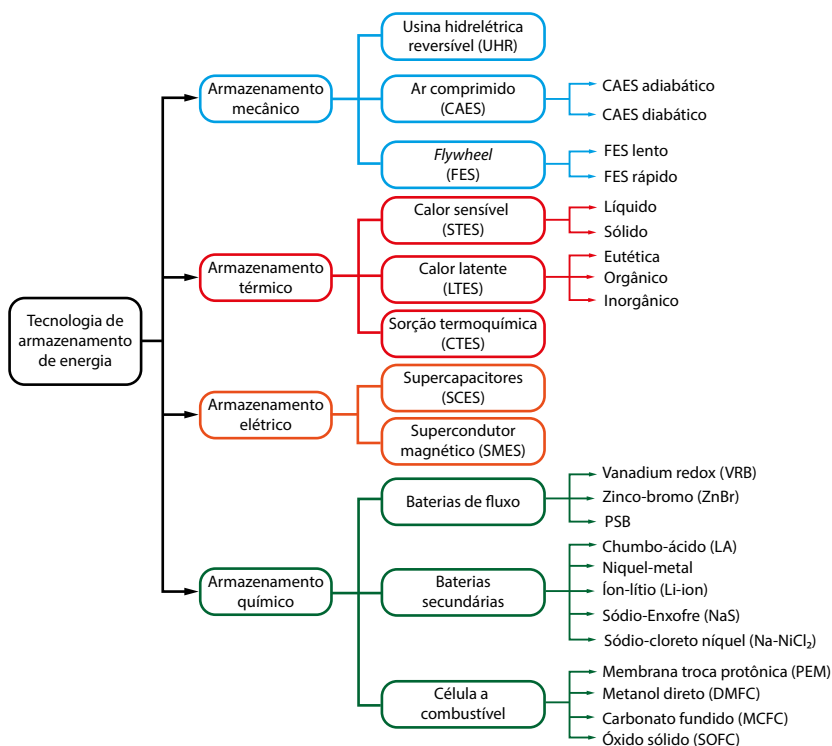 Tecnologia de
armazenamento
de energia
Armazenamento
mecânico
Usina hidrelétrica
reversível (UHR)
Ar comprimido
(CAES)
CAES adiabático
CAES diabático
Flywheel
(FES)
FES lento
FES rápido
Armazenamento
térmico
Calor sensível
(STES)
Líquido
Sólido
Calor latente
(LTES)
Eutética
Orgânico
Inorgânico
Sorção termoquímica
(CTES)
Armazenamento
elétrico
Supercapacitores
(SCES)
Supercondutor
magnético (SMES)
Armazenamento
químico
Baterias de fluxo
Vanadium redox (VRB)
Zinco-bromo (ZnBr)
PSB
Baterias
secundárias
Chumbo-ácido (LA)
Niquel-metal
Íon-lítio (Li-ion)
Sódio-Enxofre (NaS)
Sódio-cloreto níquel (Na-NiCl₂)
Célula a
combustível
Membrana troca protônica (PEM)
Metanol direto (DMFC)
Carbonato fundido (MCFC)
Óxido sólido (SOFC)